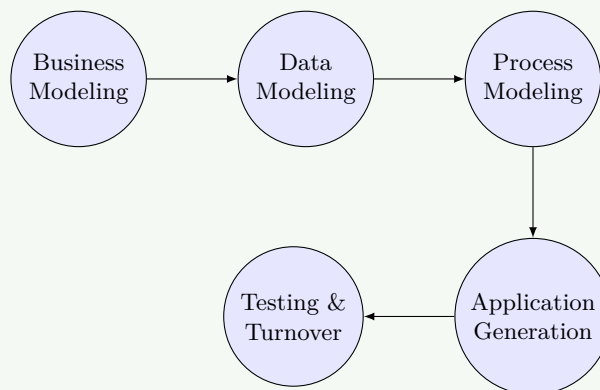 Business
Modeling
Data
Modeling
Process
Modeling
Application
Generation
Testing &
Turnover